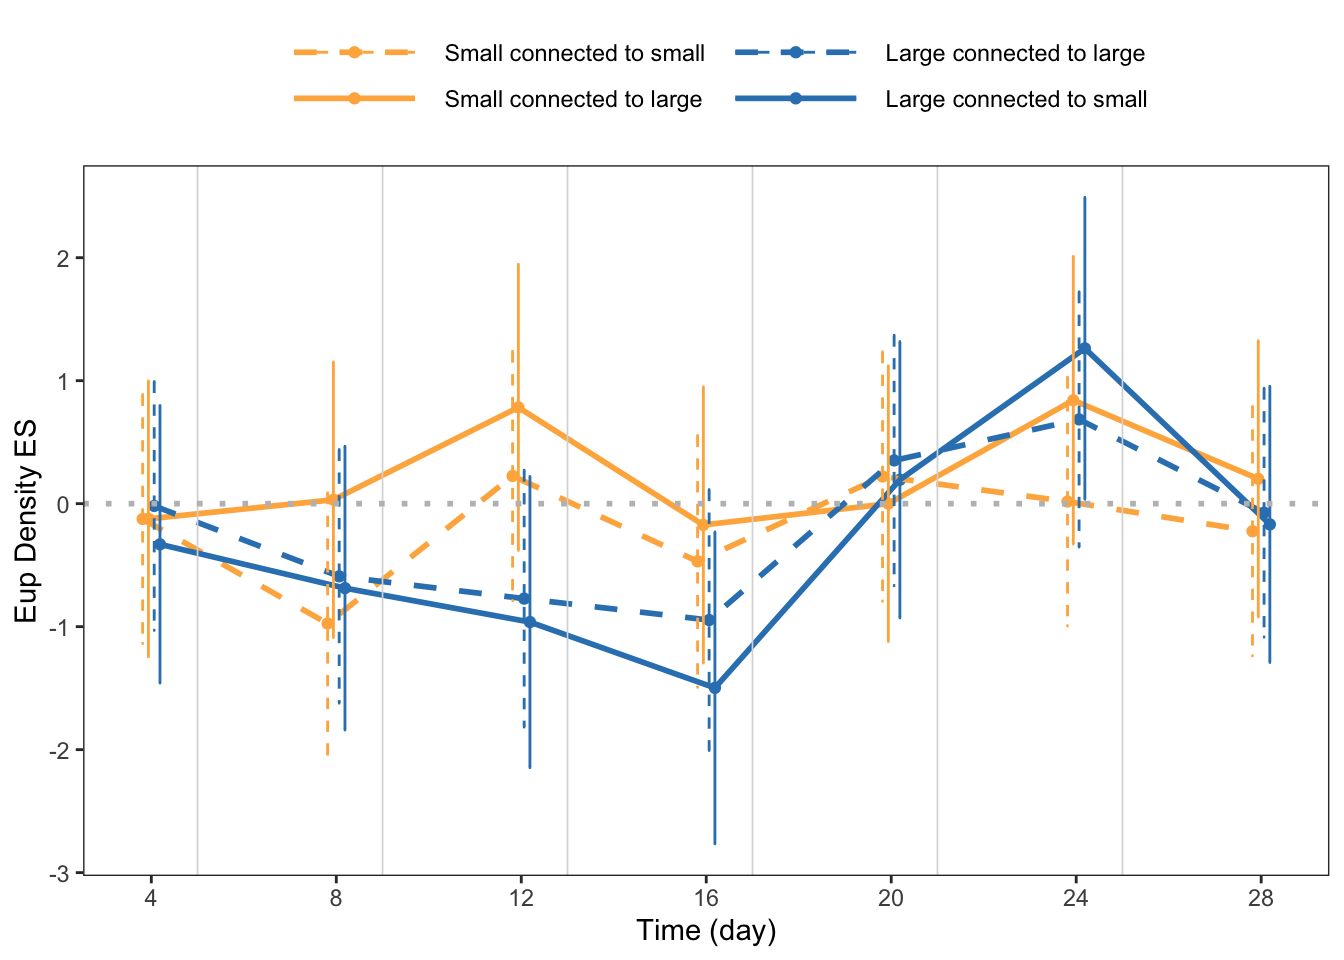 Small connected to small
Large connected to large
Small connected to large
Large connected to small
Eup Density ES
2
1
0
-1
-2
-3
4 8 12 16 20 24 28
Time (day)